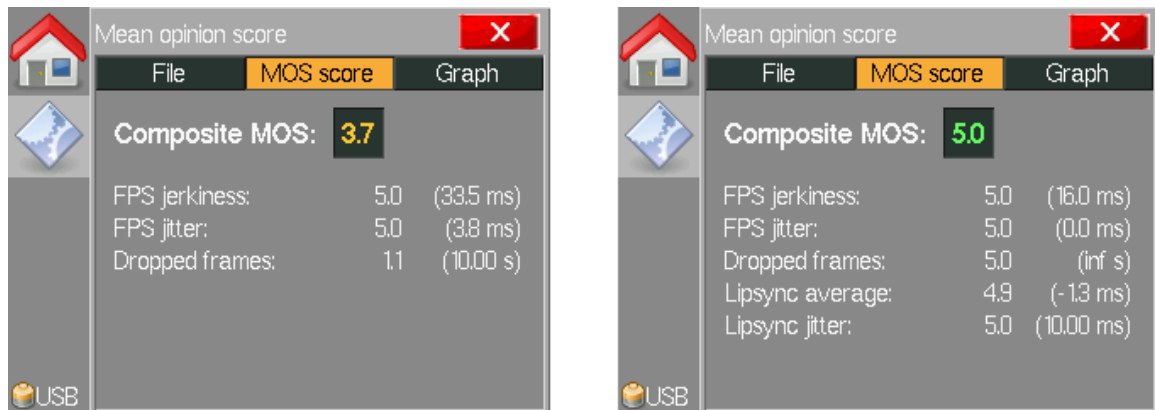 Mean opinion score
File MOS score Graph
Composite MOS: 3.7
FPS jerkiness: 5.0 (33.5 ms)
FPS jitter: 5.0 (3.8 ms)
Dropped frames: 1.1 (10.00 s)
USB
Mean opinion score
File MOS score Graph
Composite MOS: 5.0
FPS jerkiness: 5.0 (16.0 ms)
FPS jitter: 5.0 (0.0 ms)
Dropped frames: 5.0 (inf s)
Lipsync average: 4.9 (-1.3 ms)
Lipsync jitter: 5.0 (10.00 ms)
USB